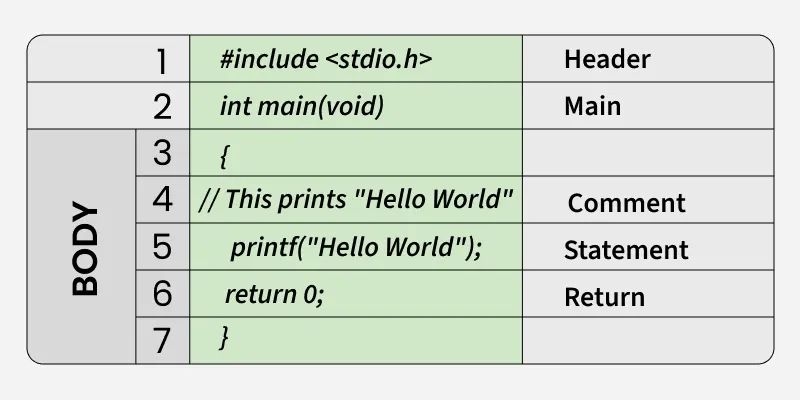 1 #include <stdio.h> Header
2 int main(void) Main
BODY
3 {
4 // This prints "Hello World" Comment
5 printf("Hello World"); Statement
6 return 0; Return
7 }